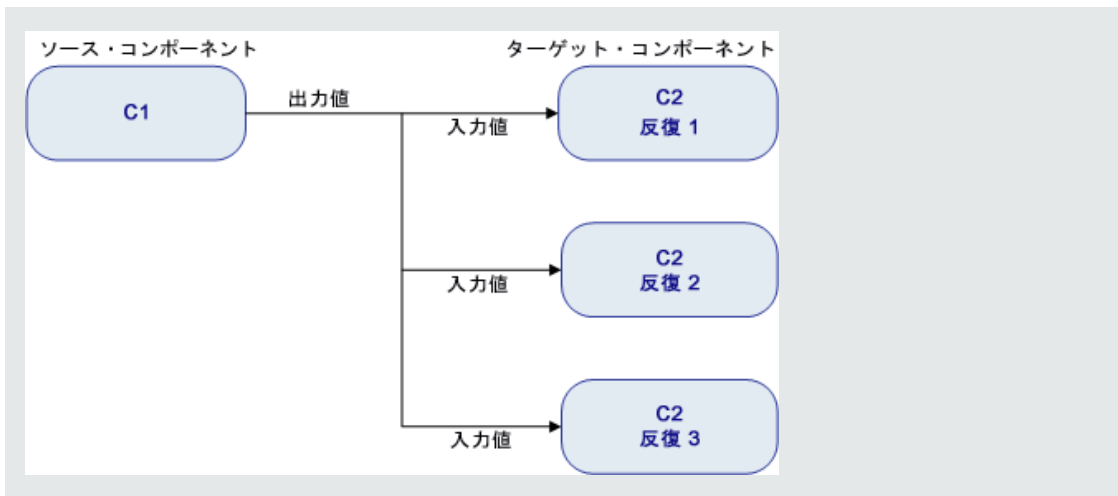 ソース・コンポーネント
ターゲット・コンポーネント
C1
出力値
入力値
C2
反復 1
入力値
C2
反復 2
入力値
C2
反復 3